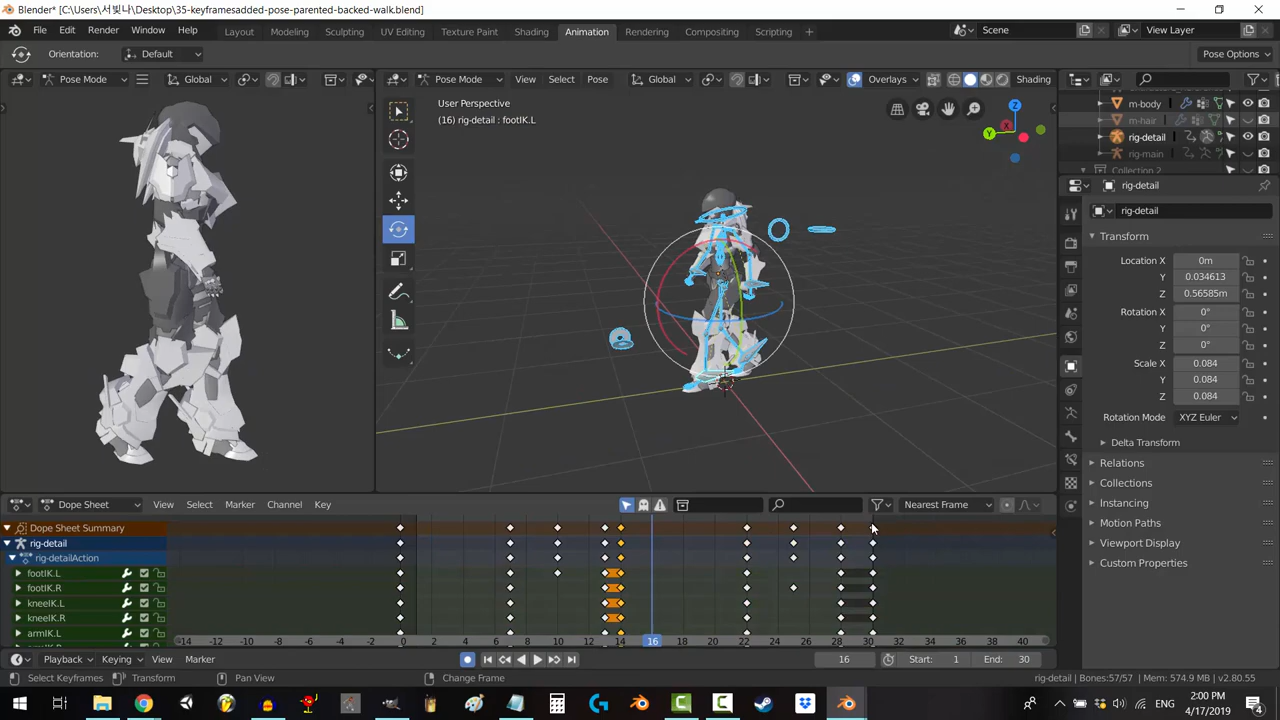 Blender* [C:\Users\서빛나\Desktop\35-keyframesadded-pose-parented-backed-walk.blend]
File Edit Render Window Help Layout Modeling Sculpting UV Editing Texture Paint Shading Animation Rendering Compositing Scripting Scene View Layer
Orientation: Default Pose Options
Pose Mode Global Pose Mode View Select Pose Global Overlays Shading
User Perspective
(16) rig-detail : footIK.L
X
Y
Z
m-body
m-hair
rig-detail
rig-main
Collection 2
rig-detail
rig-detail
Transform
Location X 0m
Y 0.034613
Z 0.56585m
Rotation X 0°
Y 0°
Z 0°
Scale X 0.084
Y 0.084
Z 0.084
Rotation Mode XYZ Euler
Delta Transform
Relations
Collections
Instancing
Motion Paths
Viewport Display
Custom Properties
Dope Sheet View Select Marker Channel Key Nearest Frame
Dope Sheet Summary
rig-detail
rig-detailAction
footIK.L
footIK.R
kneeIK.L
kneeIK.R
armIK.L
-14 -12 -10 -8 -6 -4 -2 0 2 4 6 8 10 12 14 16 18 20 22 24 26 28 30 32 34 36 38 40
Playback Keying View Marker 16 Start: 1 End: 30
Select Keyframes Transform Pan View Change Frame rig-detail | Bones:57/57 | Mem: 574.9 MB | v2.80.55
2:00 PM
ENG
4/17/2019